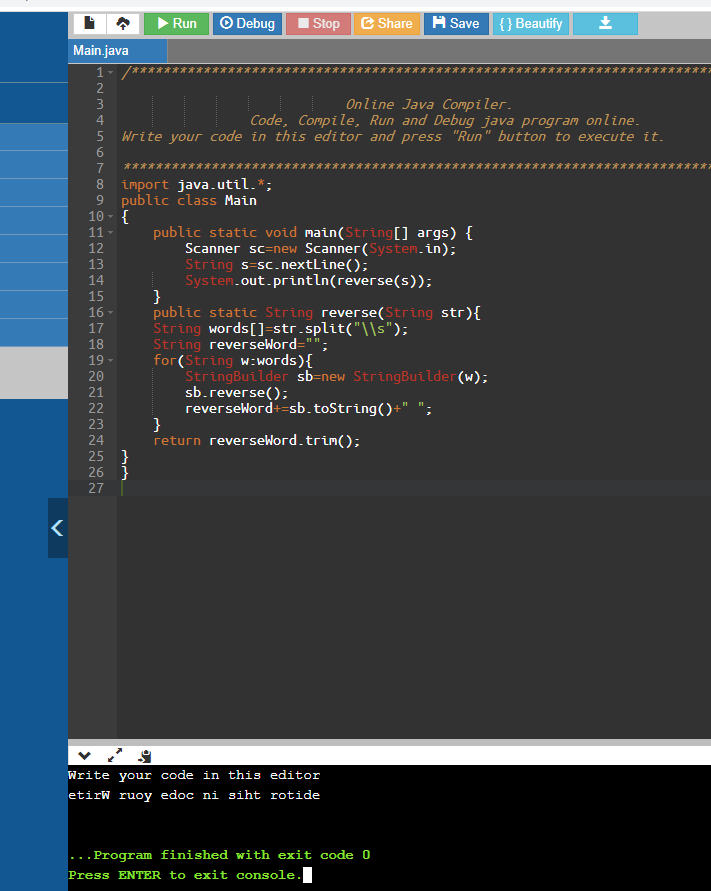 Run Debug Stop Share Save { } Beautify
Main.java
1 /******************************************************************************
2
3 Online Java Compiler.
4 Code, Compile, Run and Debug java program online.
5 Write your code in this editor and press "Run" button to execute it.
6
7 *******************************************************************************
8 import java.util.*;
9 public class Main
10 {
11 public static void main(String[] args) {
12 Scanner sc=new Scanner(System.in);
13 String s=sc.nextLine();
14 System.out.println(reverse(s));
15 }
16 public static String reverse(String str){
17 String words[]=str.split("\\s");
18 String reverseWord="";
19 for(String w:words){
20 StringBuilder sb=new StringBuilder(w);
21 sb.reverse();
22 reverseWord+=sb.toString()+" ";
23 }
24 return reverseWord.trim();
25 }
26 }
27
Write your code in this editor
etirW ruoy edoc ni siht rotide
...Program finished with exit code 0
Press ENTER to exit console.